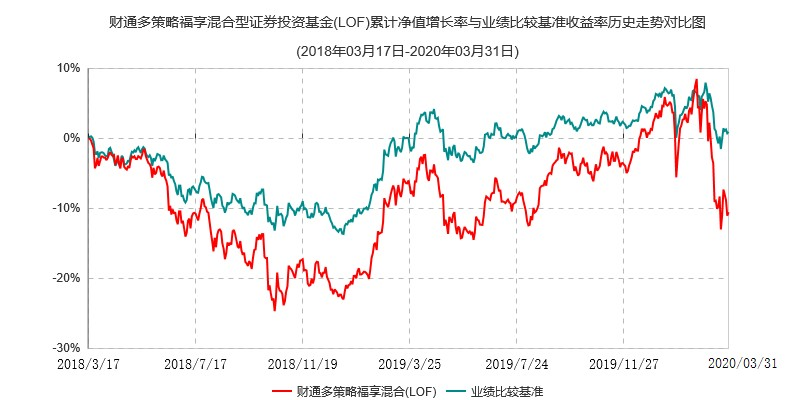 财通多策略福享混合型证券投资基金(LOF)累计净值增长率与业绩比较基准收益率历史走势对比图
(2018年03月17日-2020年03月31日)
10%
0%
-10%
-20%
-30%
2018/3/17 2018/7/17 2018/11/19 2019/3/25 2019/7/24 2019/11/27 2020/03/31
财通多策略福享混合(LOF) 业绩比较基准